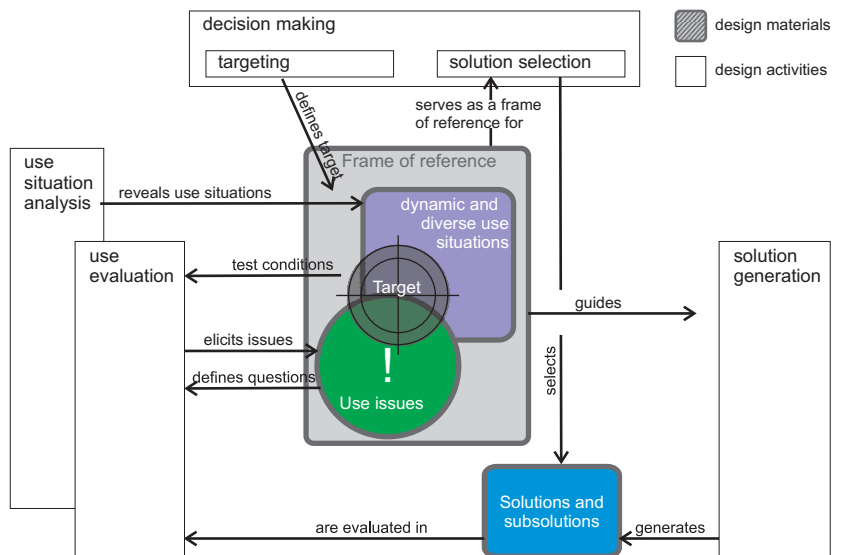 decision making
targeting
solution selection
design materials
design activities
defines target
serves as a frame
of reference for
use
situation
analysis
Frame of reference
reveals use situations
dynamic and
diverse use
situations
use
evaluation
solution
generation
test conditions
Target
guides
elicits issues
!
defines questions
Use issues
selects
Solutions and
subsolutions
are evaluated in
generates